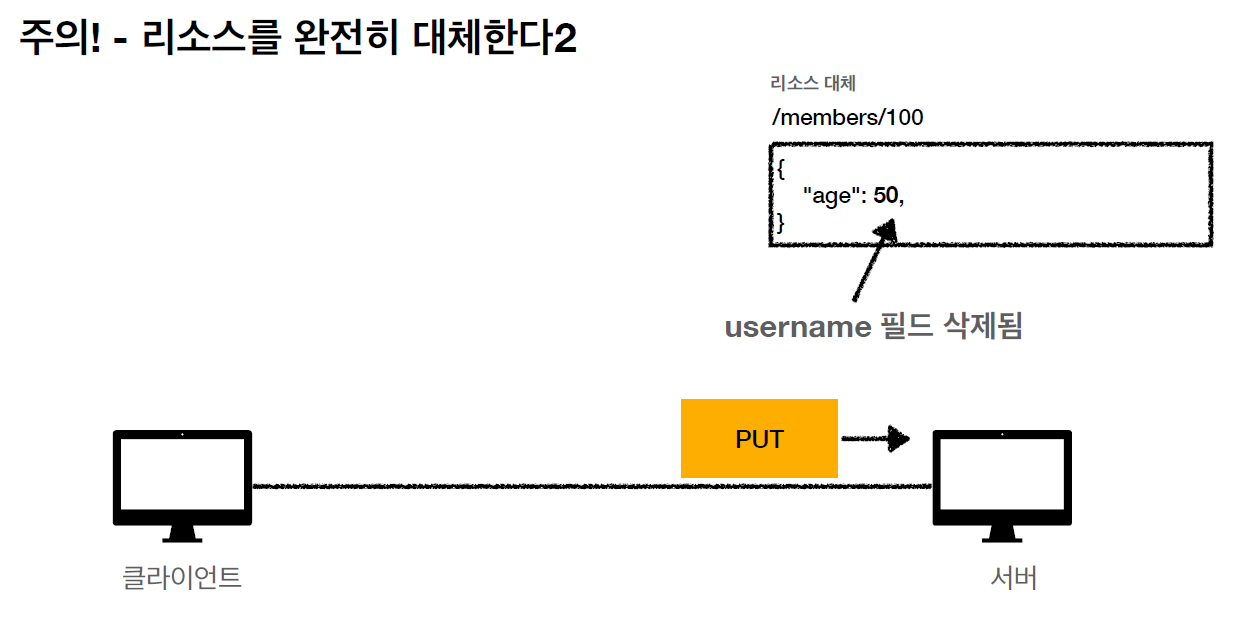 주의! - 리소스를 완전히 대체한다2
리소스 대체
/members/100
{
"age": 50,
}
username 필드 삭제됨
PUT
클라이언트
서버